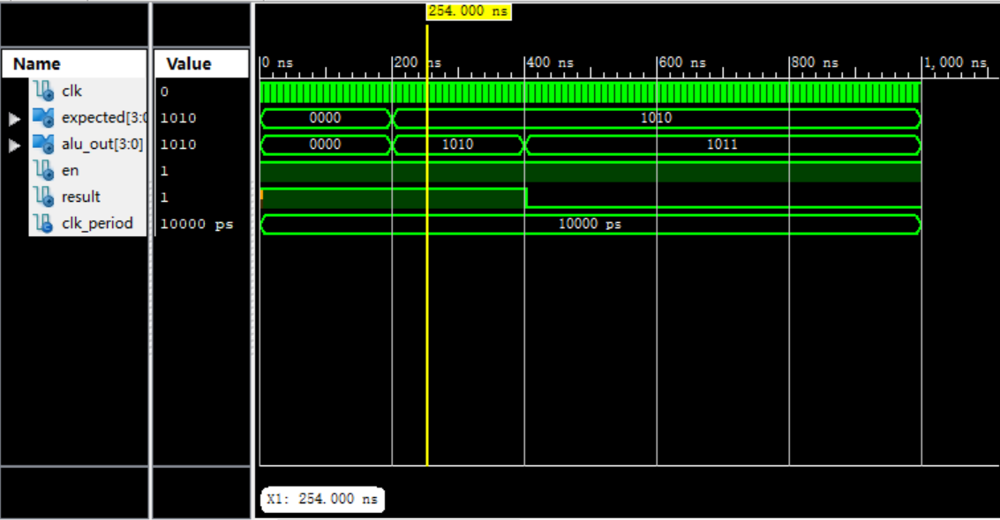 254.000 ns
Name Value
0 ns 200 ns 400 ns 600 ns 800 ns 1,000 ns
clk 0
expected[3:0 1010 0000 1010
alu_out[3:0] 1010 0000 1010 1011
en 1
result 1
clk_period 10000 ps 10000 ps
X1: 254.000 ns